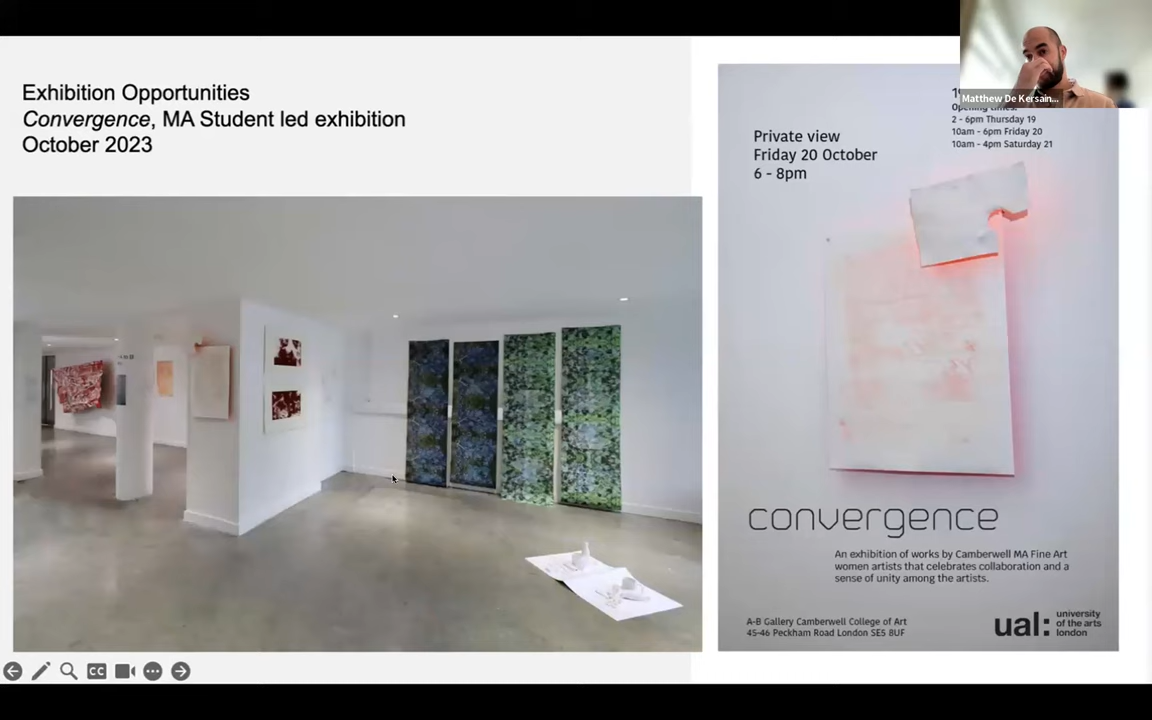 Exhibition Opportunities
Convergence, MA Student led exhibition
October 2023
Matthew De Kersain...
2 - 6pm Thursday 19
10am - 6pm Friday 20
10am - 4pm Saturday 21
Private view
Friday 20 October
6 - 8pm
convergence
An exhibition of works by Camberwell MA Fine Art
women artists that celebrates collaboration and a
sense of unity among the artists.
A-B Gallery Camberwell College of Art
45-46 Peckham Road London SE5 8UF
ual: university
of the arts
london
CC